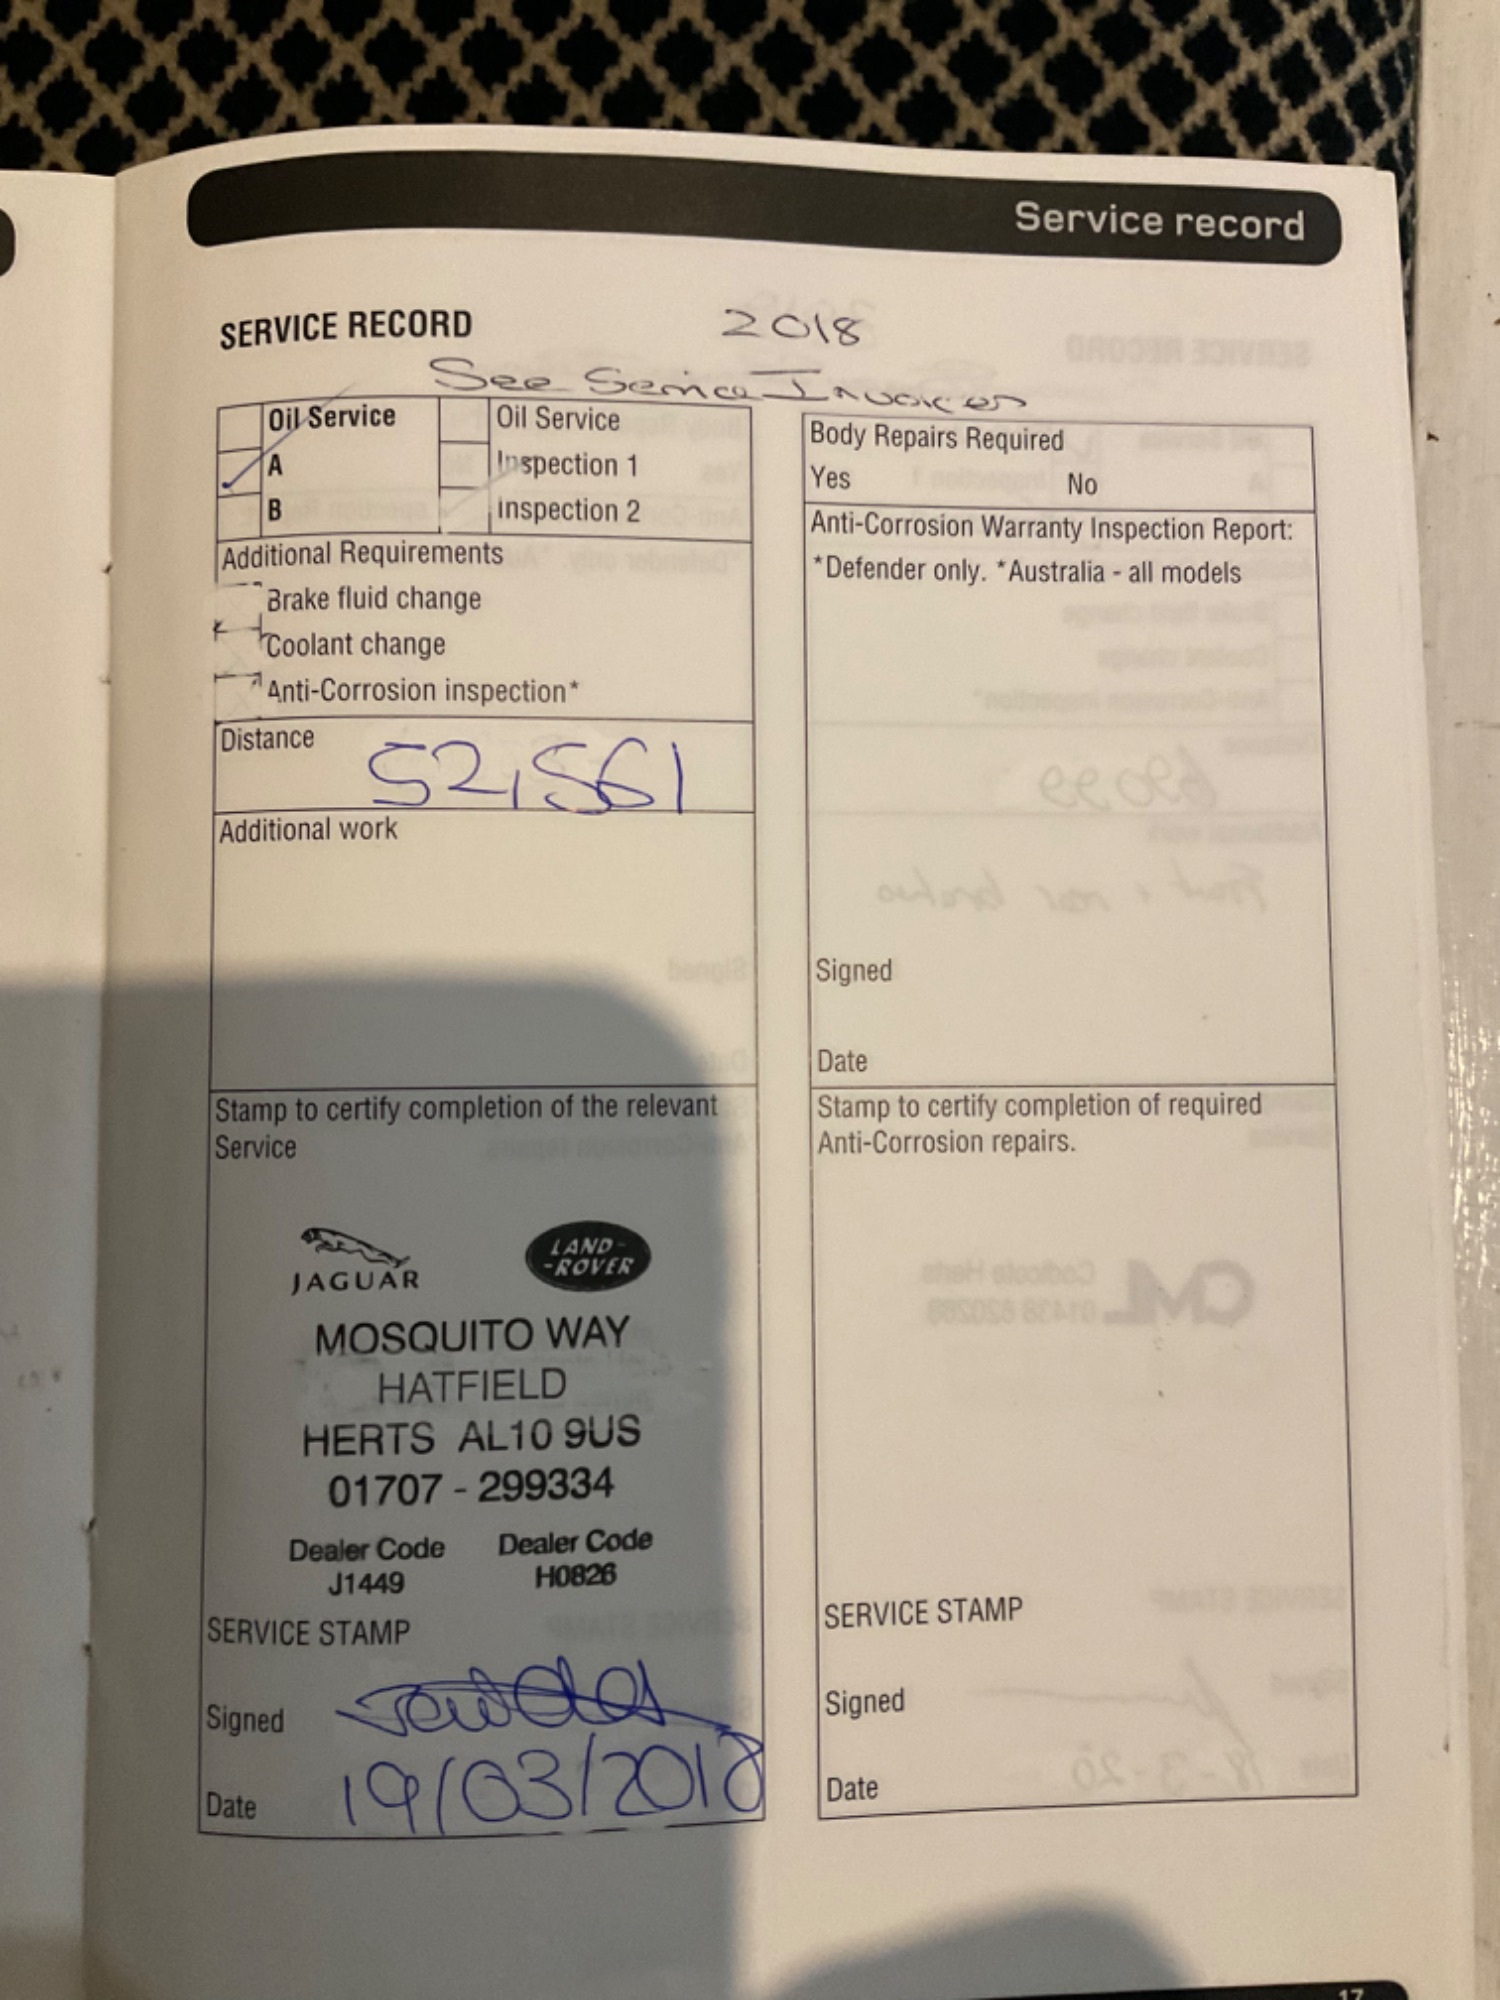 Service record
SERVICE RECORD 2018
See Service Invoices
Oil Service
A
B
Oil Service
Inspection 1
Inspection 2
Additional Requirements
Brake fluid change
Coolant change
Anti-Corrosion inspection*
Distance 52,561
Additional work
Stamp to certify completion of the relevant
Service
JAGUAR
LAND-
-ROVER
MOSQUITO WAY
HATFIELD
HERTS AL10 9US
01707 - 299334
Dealer Code
J1449
Dealer Code
H0826
SERVICE STAMP
Signed
Date 19/03/2018
Body Repairs Required
Yes No
Anti-Corrosion Warranty Inspection Report:
*Defender only. *Australia - all models
Signed
Date
Stamp to certify completion of required
Anti-Corrosion repairs.
SERVICE STAMP
Signed
Date
17